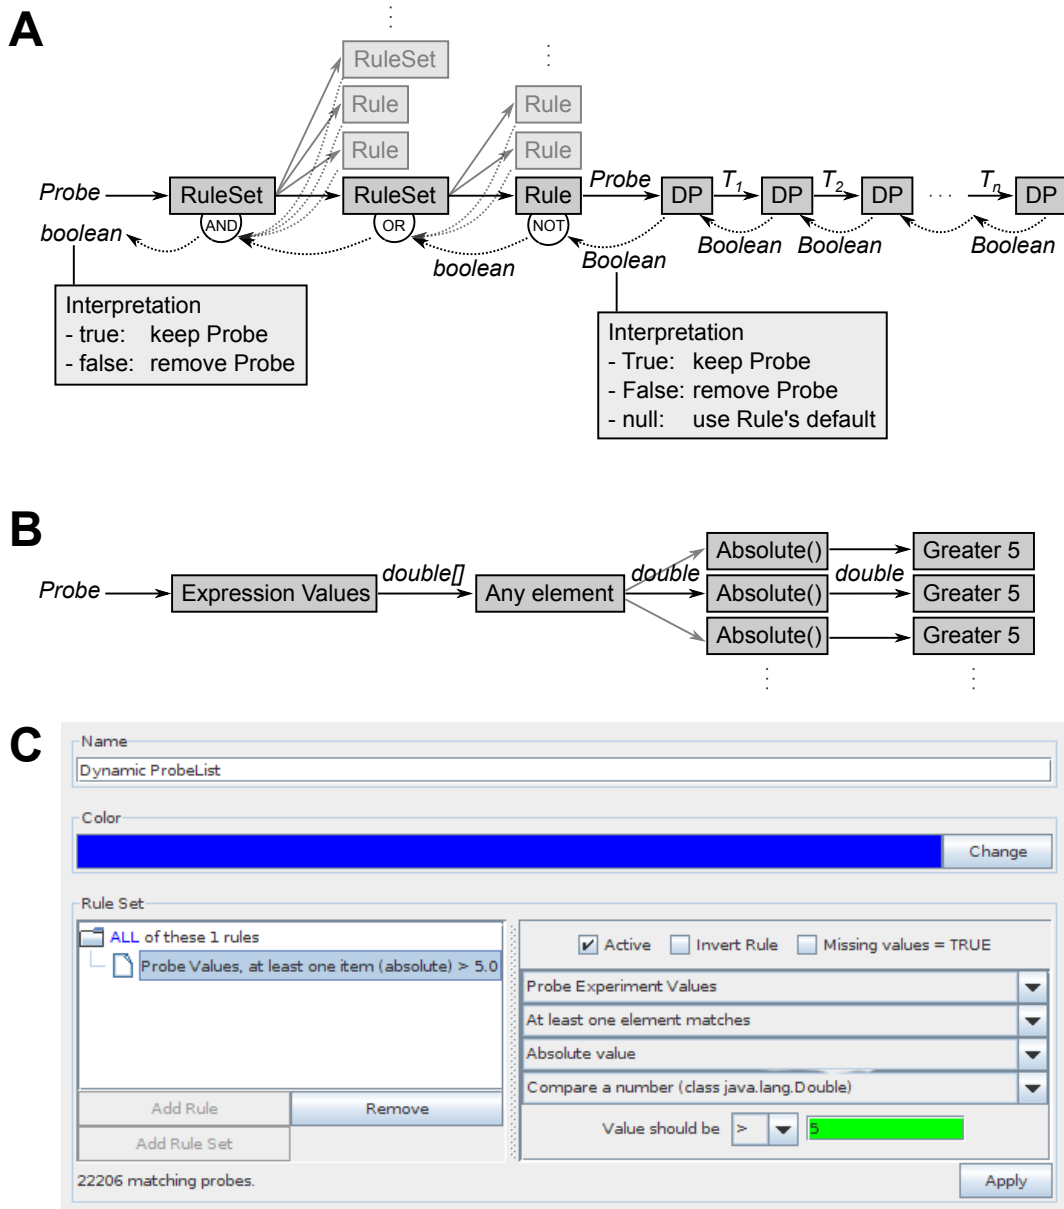 A
RuleSet
Rule
Rule
Rule
Rule
Probe
RuleSet
RuleSet
Rule
Probe
DP
T1
DP
T2
DP
Tn
DP
AND
OR
NOT
boolean
boolean
Boolean
Boolean
Boolean
Boolean
Interpretation
- true: keep Probe
- false: remove Probe
Interpretation
- True: keep Probe
- False: remove Probe
- null: use Rule's default
B
Absolute()
Greater 5
Probe
Expression Values
double[]
Any element
double
Absolute()
double
Greater 5
Absolute()
Greater 5
C
Name
Dynamic ProbeList
Color
Change
Rule Set
ALL of these 1 rules
Probe Values, at least one item (absolute) > 5.0
Add Rule
Remove
Add Rule Set
22206 matching probes.
Active
Invert Rule
Missing values = TRUE
Probe Experiment Values
At least one element matches
Absolute value
Compare a number (class java.lang.Double)
Value should be > 5
Apply